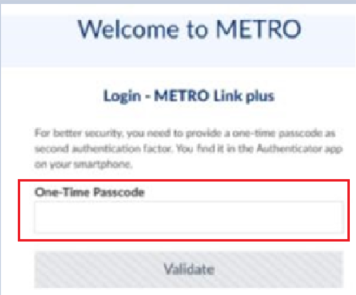 Welcome to METRO
Login - METRO Link plus
For better security, you need to provide a one-time passcode as
second authentication factor. You find it in the Authenticator app
on your smartphone.
One-Time Passcode
Validate